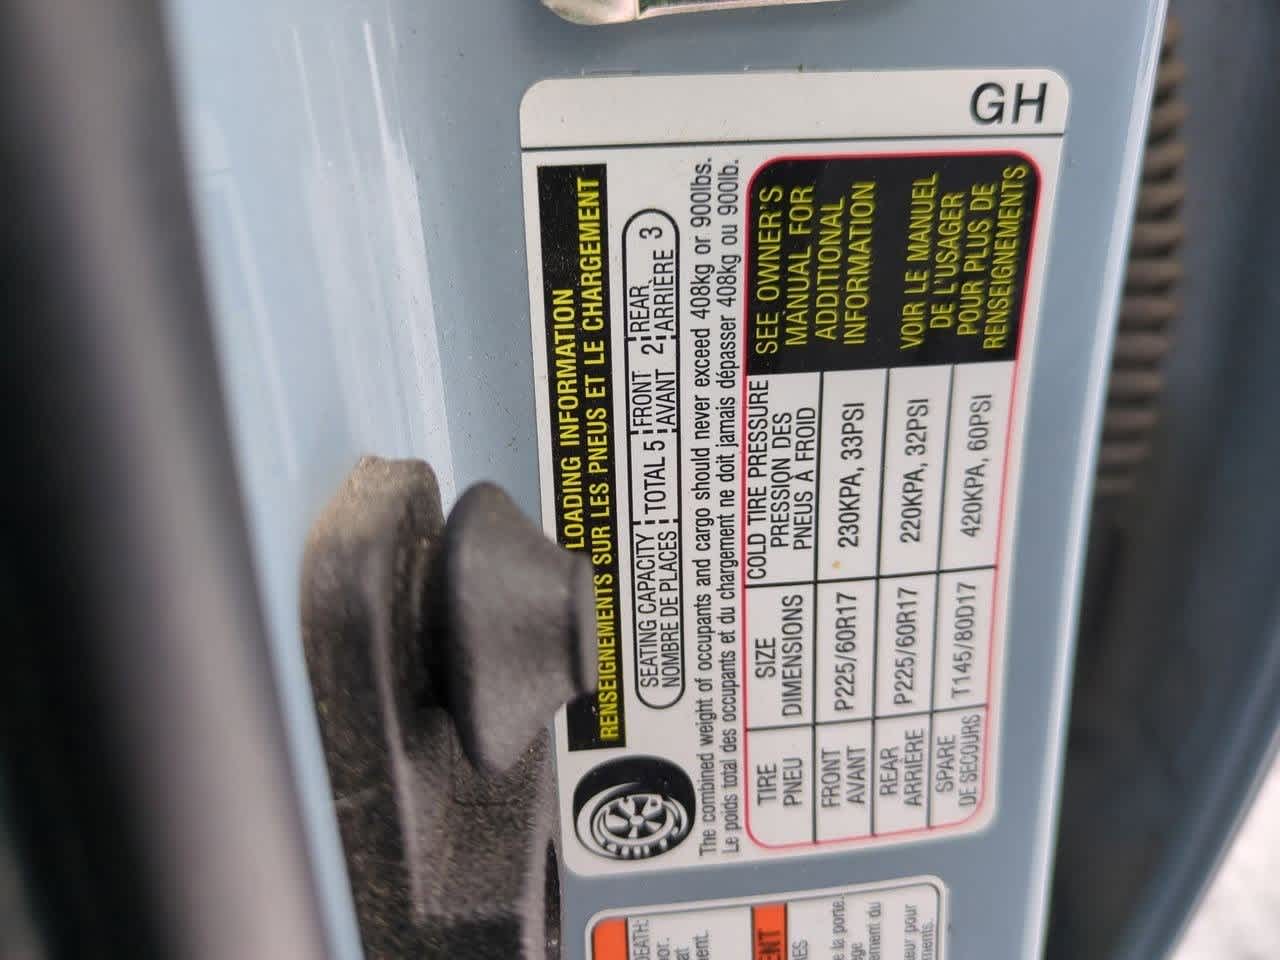 LOADING INFORMATION
RENSEIGNEMENTS SUR LES PNEUS ET LE CHARGEMENT
SEATING CAPACITY TOTAL 5 FRONT 2 REAR 3
NOMBRE DE PLACES AVANT ARRIÈRE
The combined weight of occupants and cargo should never exceed 408kg or 900lbs.
Le poids total des occupants et du chargement ne doit jamais dépasser 408kg ou 900lb.
TIRE
PNEU
SIZE
DIMENSIONS
COLD TIRE PRESSURE
PRESSION DES
PNEUS À FROID
FRONT
AVANT
P225/60R17
230KPA, 33PSI
REAR
ARRIÈRE
P225/60R17
220KPA, 32PSI
SPARE
DE SECOURS
T145/80D17
420KPA, 60PSI
SEE OWNER'S
MANUAL FOR
ADDITIONAL
INFORMATION
VOIR LE MANUEL
DE L'USAGER
POUR PLUS DE
RENSEIGNEMENTS
GH
DEATH:
la porte.